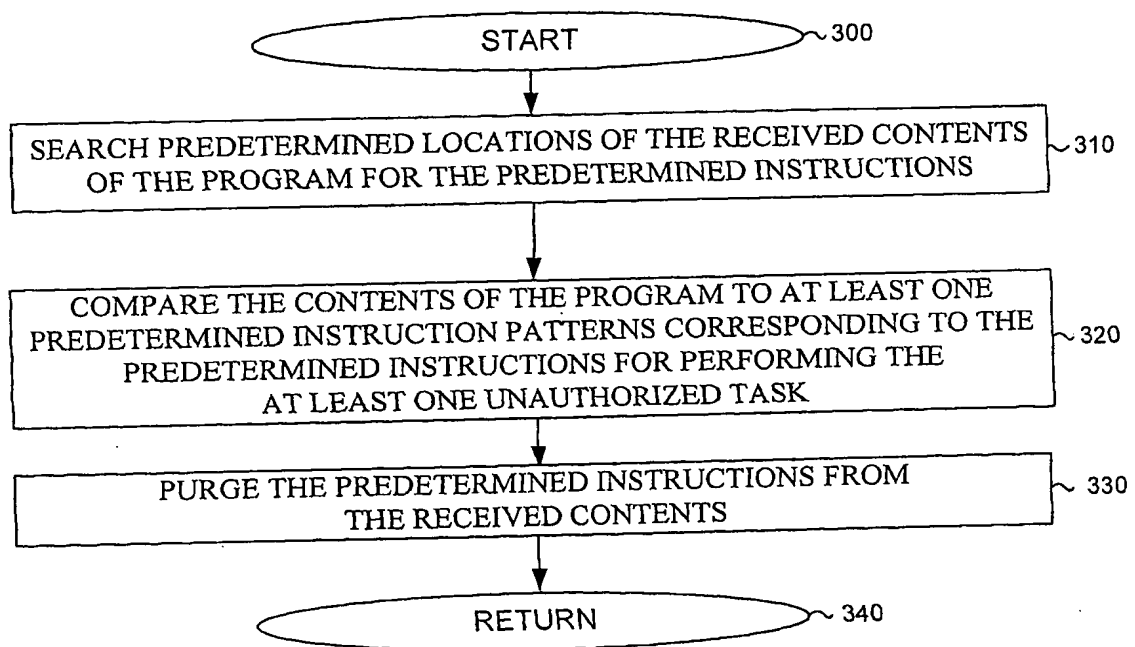 START
300
SEARCH PREDETERMINED LOCATIONS OF THE RECEIVED CONTENTS
OF THE PROGRAM FOR THE PREDETERMINED INSTRUCTIONS
310
COMPARE THE CONTENTS OF THE PROGRAM TO AT LEAST ONE
PREDETERMINED INSTRUCTION PATTERNS CORRESPONDING TO THE
PREDETERMINED INSTRUCTIONS FOR PERFORMING THE
AT LEAST ONE UNAUTHORIZED TASK
320
PURGE THE PREDETERMINED INSTRUCTIONS FROM
THE RECEIVED CONTENTS
330
RETURN
340